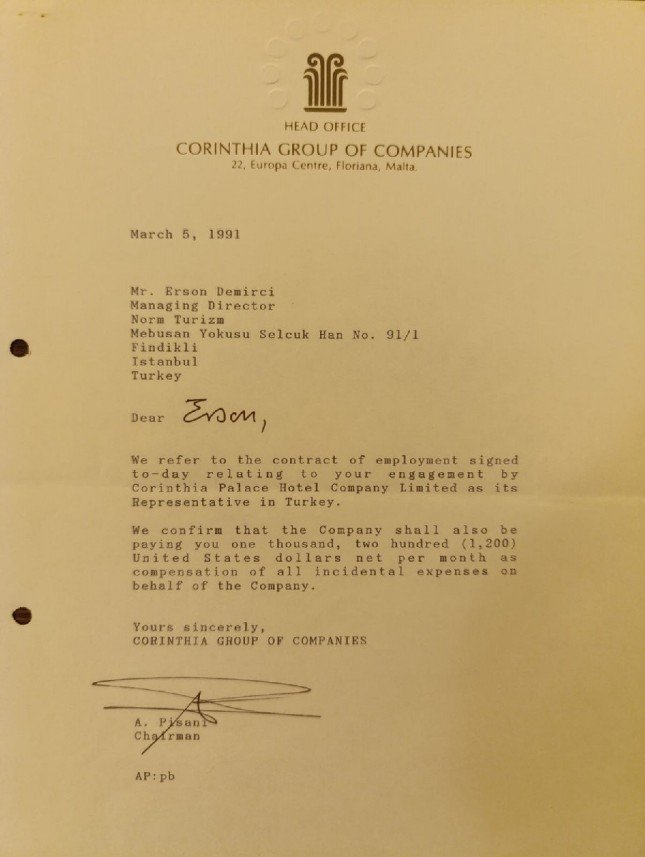 HEAD OFFICE
CORINTHIA GROUP OF COMPANIES
22, Europa Centre, Floriana, Malta.
March 5, 1991
Mr. Erson Demirci
Managing Director
Norm Turizm
Mebusan Yokusu Selcuk Han No. 91/1
Findikli
Istanbul
Turkey
Dear Erson,
We refer to the contract of employment signed
to-day relating to your engagement by
Corinthia Palace Hotel Company Limited as its
Representative in Turkey.
We confirm that the Company shall also be
paying you one thousand, two hundred (1,200)
United States dollars net per month as
compensation of all incidental expenses on
behalf of the Company.
Yours sincerely,
CORINTHIA GROUP OF COMPANIES
A. Pisani
Chairman
AP:pb